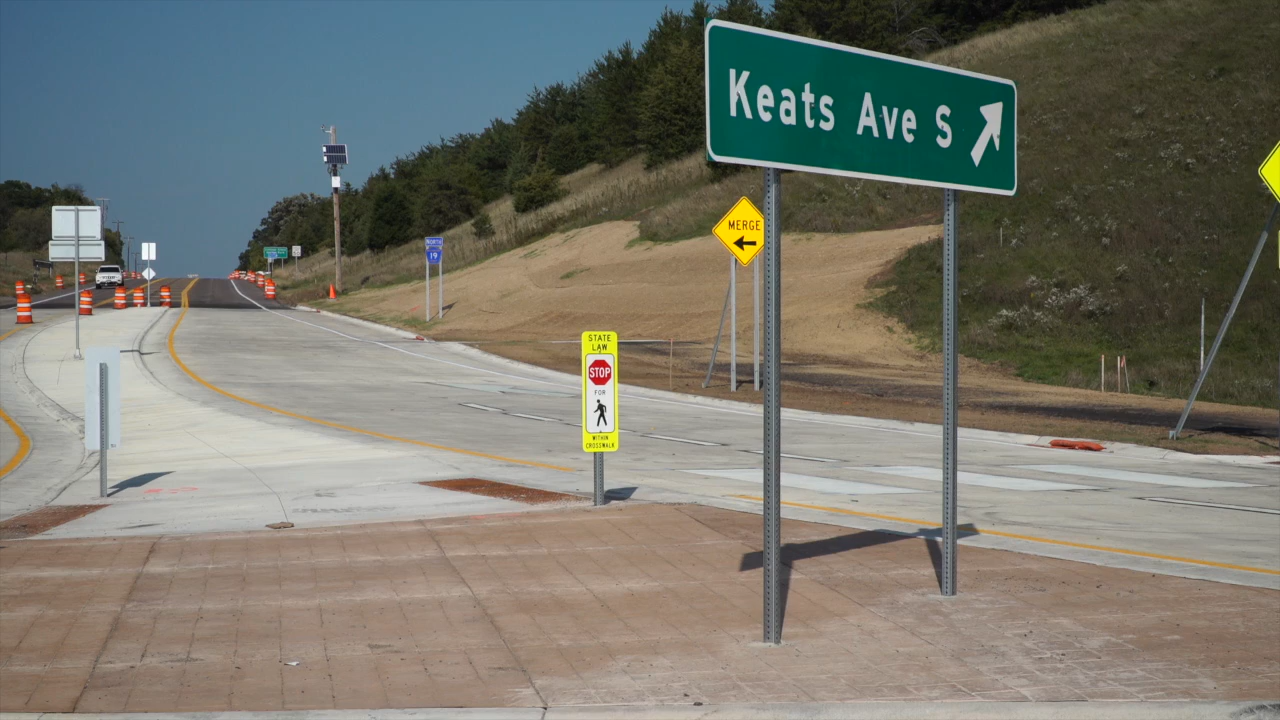 Keats Ave S
MERGE
NORTH
19
STATE
LAW
STOP
FOR
WITHIN
CROSSWALK